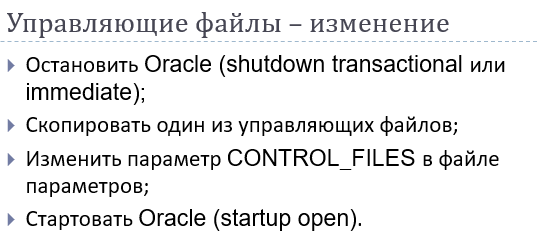 Управляющие файлы – изменение
Остановить Oracle (shutdown transactional или
immediate);
Скопировать один из управляющих файлов;
Изменить параметр CONTROL_FILES в файле
параметров;
Стартовать Oracle (startup open).